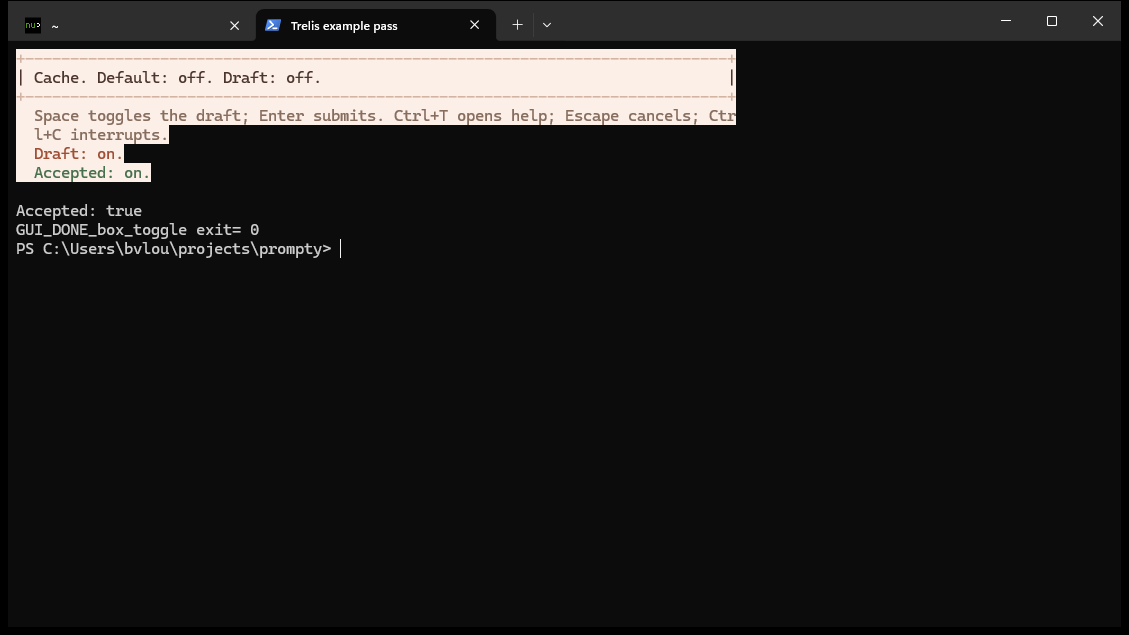 nu> ~
Trelis example pass
+------------------------------------------------------------------------------+
| Cache. Default: off. Draft: off. |
+------------------------------------------------------------------------------+
Space toggles the draft; Enter submits. Ctrl+T opens help; Escape cancels; Ctr
l+C interrupts.
Draft: on.
Accepted: on.
Accepted: true
GUI_DONE_box_toggle exit= 0
PS C:\Users\bvlou\projects\prompty>